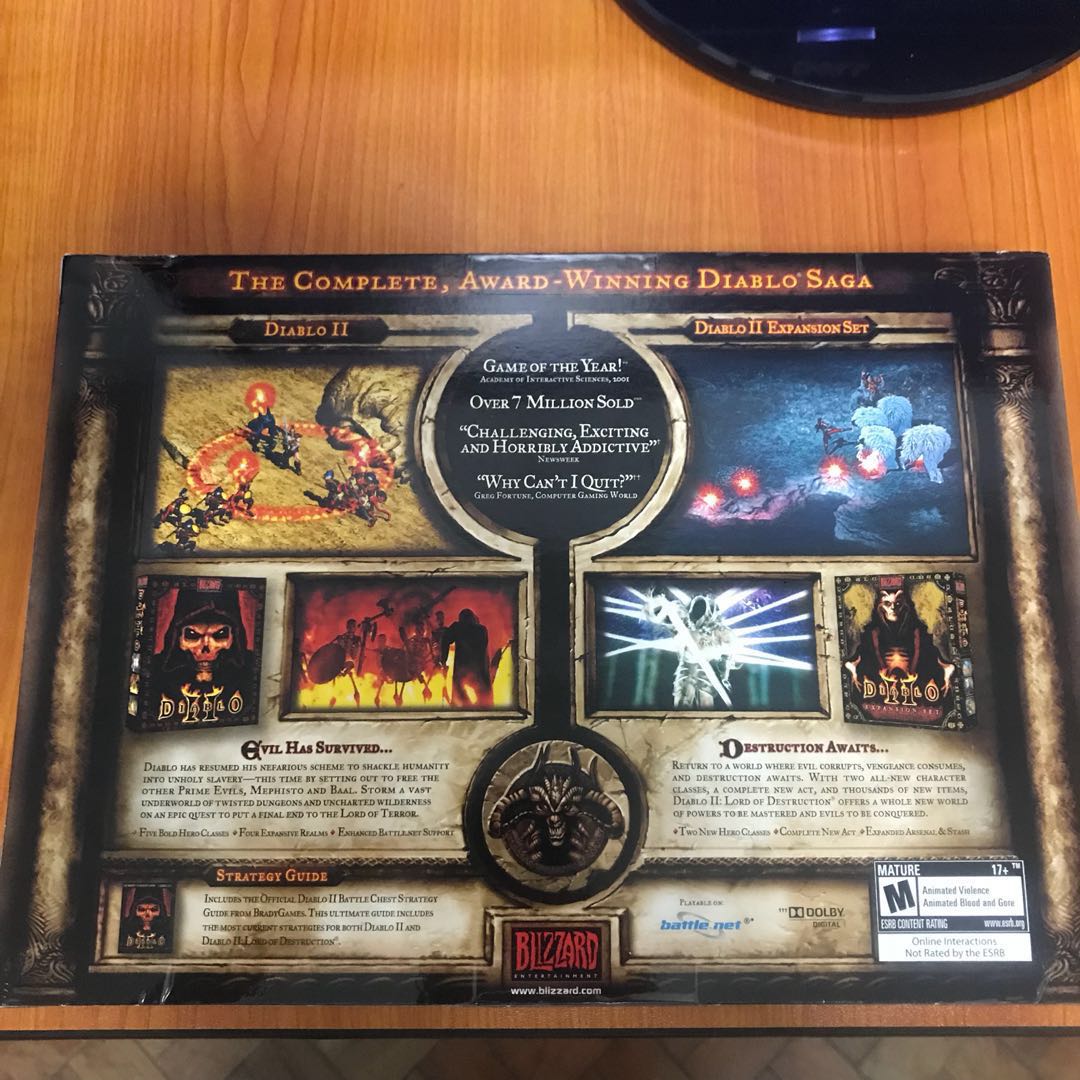 The Complete, Award-Winning Diablo® Saga
Diablo II
Game of the Year!
Academy of Interactive Sciences, 2001
Over 7 Million Sold
“Challenging, Exciting
and Horribly Addictive”†
Newsweek
“Why Can't I Quit?”††
Greg Fortune, Computer Gaming World
Diablo II Expansion Set
BLIZZARD
DIABLO
II
Evil Has Survived...
Diablo has resumed his nefarious scheme to shackle humanity
into unholy slavery—this time by setting out to free the
other Prime Evils, Mephisto and Baal. Storm a vast
underworld of twisted dungeons and uncharted wilderness
on an epic quest to put a final end to the Lord of Terror.
Five Bold Hero Classes ♦ Four Expansive Realms ♦ Enhanced Battle.net Support
BLIZZARD
DIABLO
II
EXPANSION SET
Destruction Awaits...
Return to a world where evil corrupts, vengeance consumes,
and destruction awaits. With two all-new character
classes, a complete new act, and thousands of new items,
Diablo II: Lord of Destruction® offers a whole new world
of powers to be mastered and evils to be conquered.
♦Two New Hero Classes ♦Complete New Act ♦Expanded Arsenal & Stash
Strategy Guide
DIABLO
Includes the Official Diablo II Battle Chest Strategy
Guide from BradyGames. This ultimate guide includes
the most current strategies for both Diablo II and
Diablo II: Lord of Destruction®.
BLIZZARD
ENTERTAINMENT
www.blizzard.com
Playable on:
battle.net®
DOLBY
DIGITAL
MATURE 17+ ™
M
Animated Violence
Animated Blood and Gore
ESRB CONTENT RATING www.esrb.org
Online Interactions
Not Rated by the ESRB